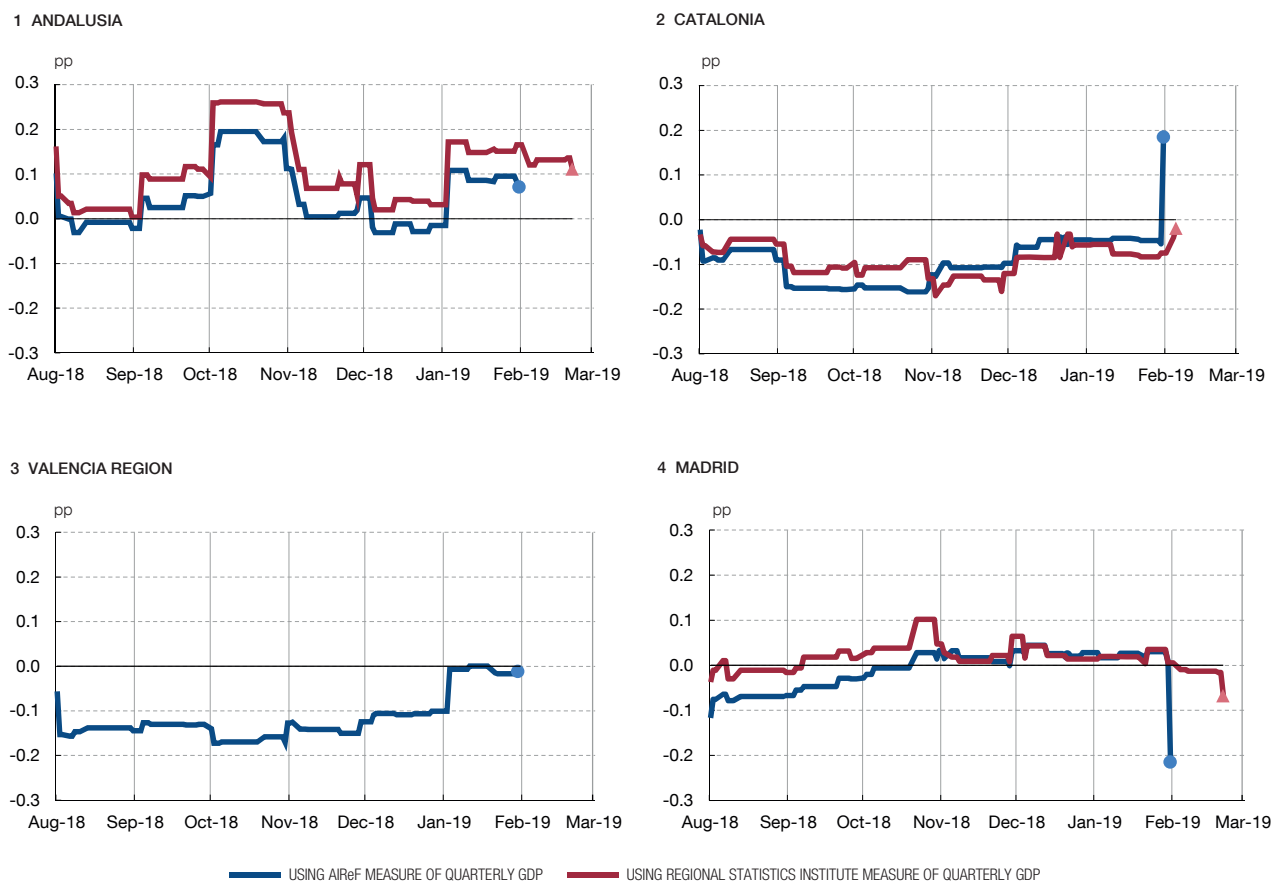 1 ANDALUSIA
pp
0.3
0.2
0.1
0.0
-0.1
-0.2
-0.3
Aug-18 Sep-18 Oct-18 Nov-18 Dec-18 Jan-19 Feb-19 Mar-19
2 CATALONIA
pp
0.3
0.2
0.1
0.0
-0.1
-0.2
-0.3
Aug-18 Sep-18 Oct-18 Nov-18 Dec-18 Jan-19 Feb-19 Mar-19
3 VALENCIA REGION
pp
0.3
0.2
0.1
0.0
-0.1
-0.2
-0.3
Aug-18 Sep-18 Oct-18 Nov-18 Dec-18 Jan-19 Feb-19 Mar-19
4 MADRID
pp
0.3
0.2
0.1
0.0
-0.1
-0.2
-0.3
Aug-18 Sep-18 Oct-18 Nov-18 Dec-18 Jan-19 Feb-19 Mar-19
USING AIReF MEASURE OF QUARTERLY GDP USING REGIONAL STATISTICS INSTITUTE MEASURE OF QUARTERLY GDP